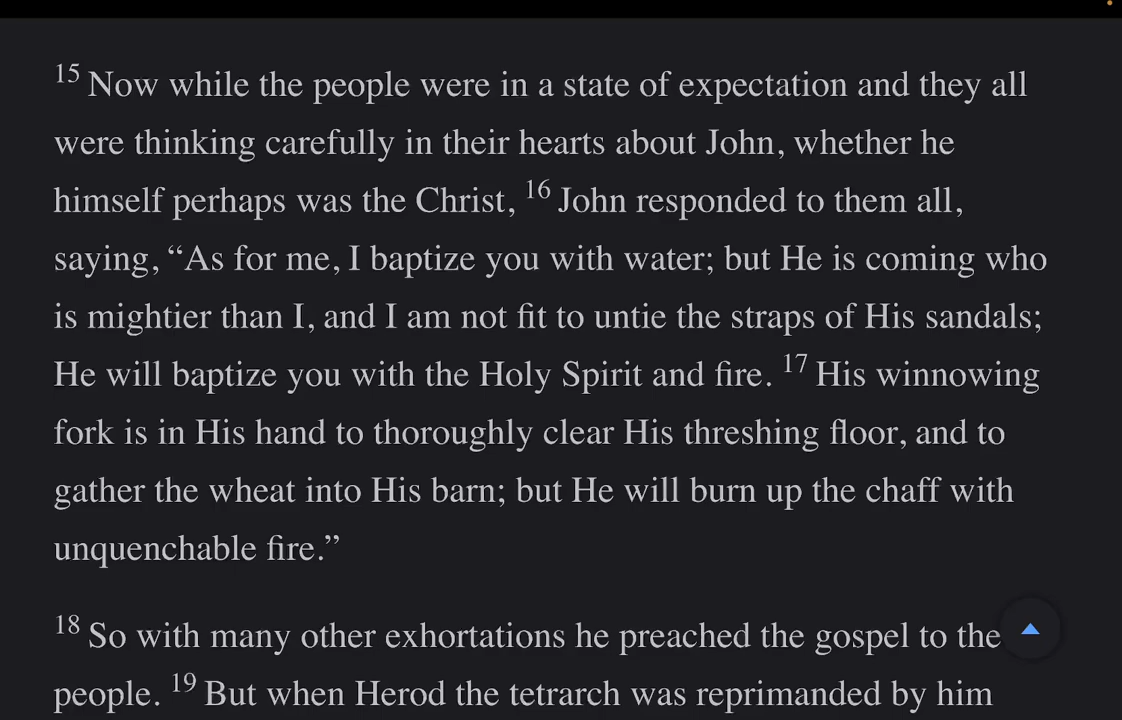 15 Now while the people were in a state of expectation and they all
were thinking carefully in their hearts about John, whether he
himself perhaps was the Christ, 16 John responded to them all,
saying, “As for me, I baptize you with water; but He is coming who
is mightier than I, and I am not fit to untie the straps of His sandals;
He will baptize you with the Holy Spirit and fire. 17 His winnowing
fork is in His hand to thoroughly clear His threshing floor, and to
gather the wheat into His barn; but He will burn up the chaff with
unquenchable fire.”
18 So with many other exhortations he preached the gospel to the
people. 19 But when Herod the tetrarch was reprimanded by him